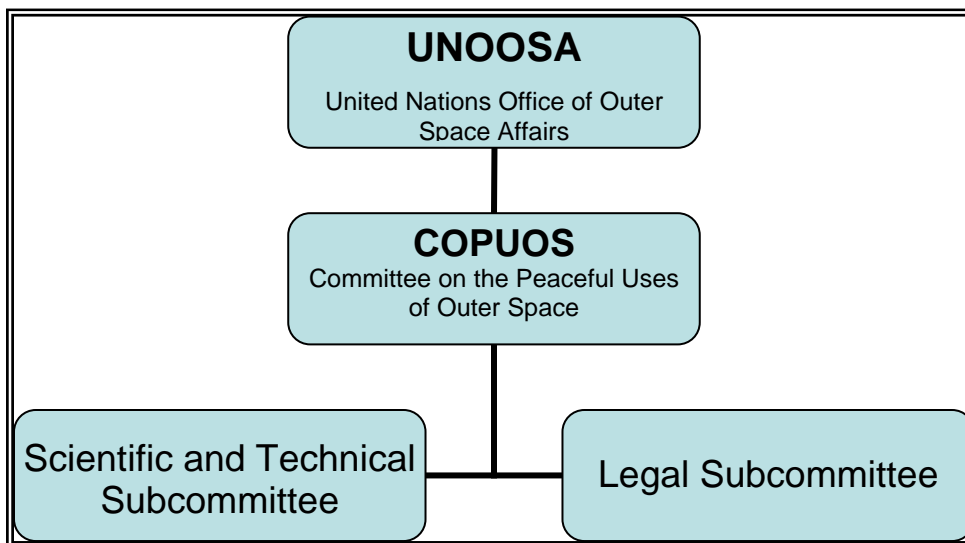 UNOOSA
United Nations Office of Outer
Space Affairs
COPUOS
Committee on the Peaceful Uses
of Outer Space
Scientific and Technical
Subcommittee
Legal Subcommittee